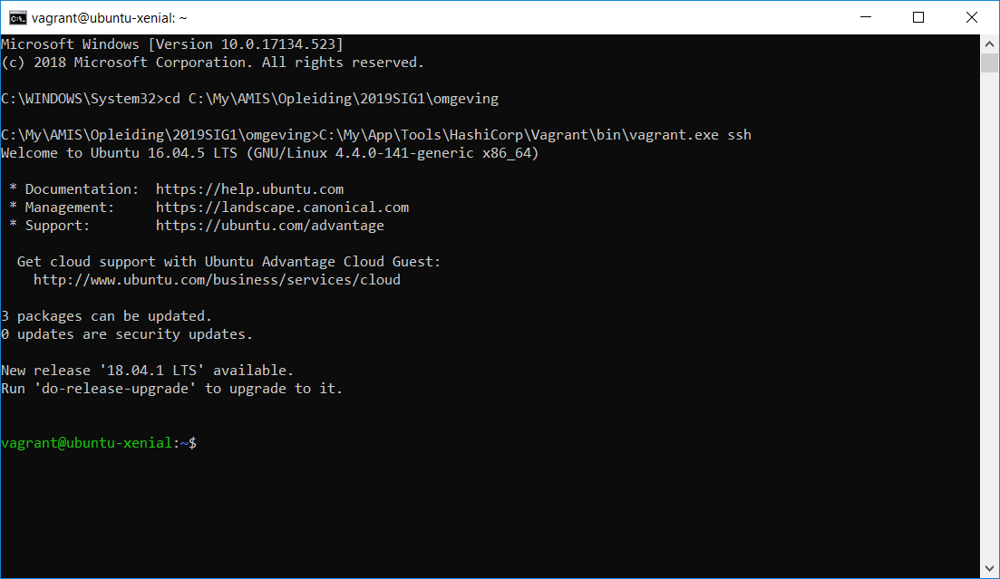 vagrant@ubuntu-xenial: ~
Microsoft Windows [Version 10.0.17134.523]
(c) 2018 Microsoft Corporation. All rights reserved.
C:\WINDOWS\System32>cd C:\My\AMIS\Opleiding\2019SIG1\omgeving
C:\My\AMIS\Opleiding\2019SIG1\omgeving>C:\My\App\Tools\HashiCorp\Vagrant\bin\vagrant.exe ssh
Welcome to Ubuntu 16.04.5 LTS (GNU/Linux 4.4.0-141-generic x86_64)
* Documentation:  https://help.ubuntu.com
* Management:     https://landscape.canonical.com
* Support:        https://ubuntu.com/advantage
Get cloud support with Ubuntu Advantage Cloud Guest:
http://www.ubuntu.com/business/services/cloud
3 packages can be updated.
0 updates are security updates.
New release '18.04.1 LTS' available.
Run 'do-release-upgrade' to upgrade to it.
vagrant@ubuntu-xenial:~$